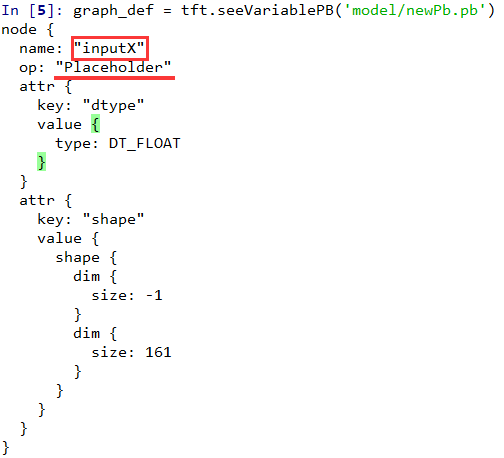 In [5]: graph_def = tft.seeVariablePB('model/newPb.pb')
node {
  name: "inputX"
  op: "Placeholder"
  attr {
    key: "dtype"
    value {
      type: DT_FLOAT
    }
  }
  attr {
    key: "shape"
    value {
      shape {
        dim {
          size: -1
        }
        dim {
          size: 161
        }
      }
    }
  }
}